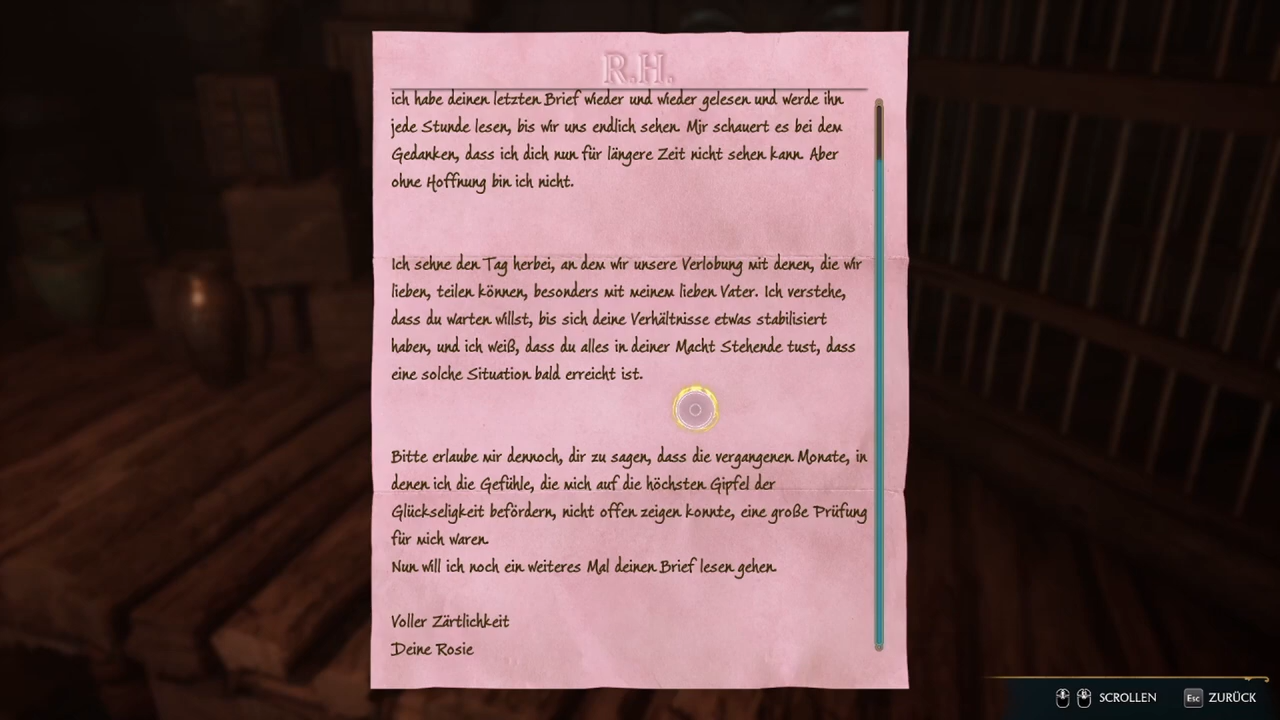 R.H.
ich habe deinen letzten Brief wieder und wieder gelesen und werde ihn
jede Stunde lesen, bis wir uns endlich sehen. Mir schauert es bei dem
Gedanken, dass ich dich nun für längere Zeit nicht sehen kann. Aber
ohne Hoffnung bin ich nicht.
Ich sehne den Tag herbei, an dem wir unsere Verlobung mit denen, die wir
lieben, teilen können, besonders mit meinem lieben Vater. Ich verstehe,
dass du warten willst, bis sich deine Verhältnisse etwas stabilisiert
haben, und ich weiß, dass du alles in deiner Macht Stehende tust, dass
eine solche Situation bald erreicht ist.
Bitte erlaube mir dennoch, dir zu sagen, dass die vergangenen Monate, in
denen ich die Gefühle, die mich auf die höchsten Gipfel der
Glückseligkeit befördern, nicht offen zeigen konnte, eine große Prüfung
für mich waren.
Nun will ich noch ein weiteres Mal deinen Brief lesen gehen.
Voller Zärtlichkeit
Deine Rosie
SCROLLEN
Esc ZURÜCK